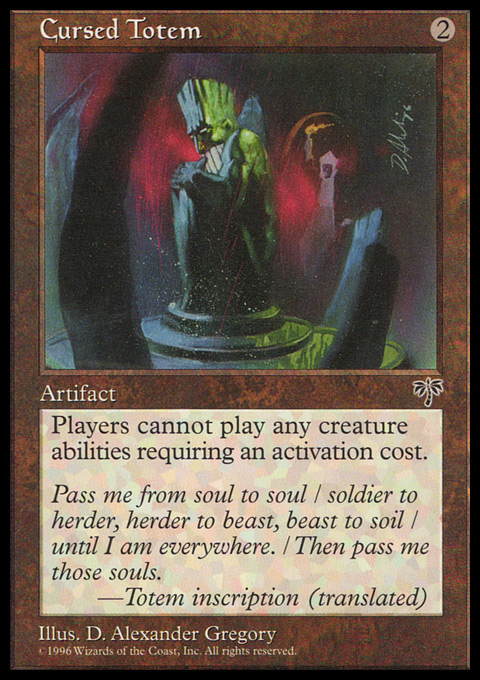 Cursed Totem 2
Artifact
Players cannot play any creature
abilities requiring an activation cost.
Pass me from soul to soul / soldier to
herder, herder to beast, beast to soil /
until I am everywhere. / Then pass me
those souls.
—Totem inscription (translated)
Illus. D. Alexander Gregory
©1996 Wizards of the Coast, Inc. All rights reserved.